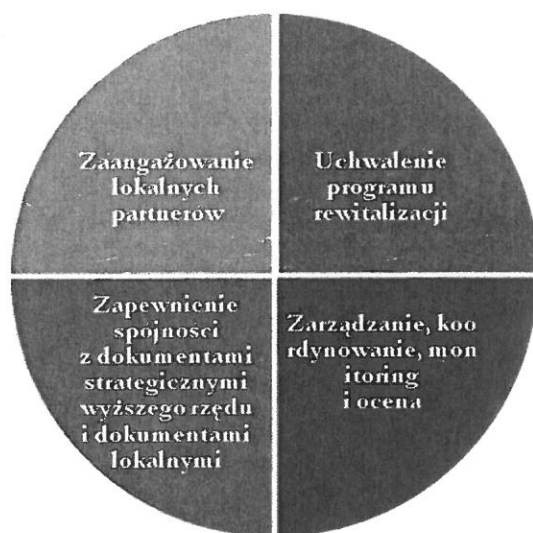 Zaangażowanie
lokalnych
partnerów
Uchwalenie
programu
rewitalizacji
Zapewnienie
spójności
z dokumentami
strategicznymi
wyższego rzędu
i dokumentami
lokalnymi
Zarządzanie, koo
rdynowanie, mon
itoring
i ocena